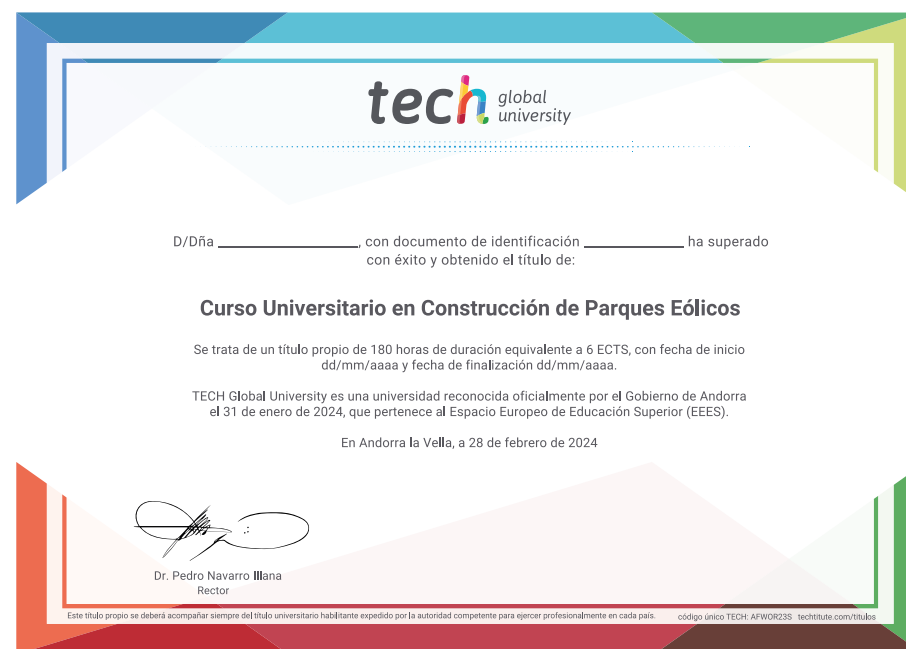 tech global university
D/Dña ______________, con documento de identificación __________ ha superado
con éxito y obtenido el título de:
Curso Universitario en Construcción de Parques Eólicos
Se trata de un título propio de 180 horas de duración equivalente a 6 ECTS, con fecha de inicio
dd/mm/aaaa y fecha de finalización dd/mm/aaaa.
TECH Global University es una universidad reconocida oficialmente por el Gobierno de Andorra
el 31 de enero de 2024, que pertenece al Espacio Europeo de Educación Superior (EEES).
En Andorra la Vella, a 28 de febrero de 2024
Dr. Pedro Navarro Illana
Rector
Este título propio se deberá acompañar siempre del título universitario habilitante expedido por la autoridad competente para ejercer profesionalmente en cada país.
código único TECH: AFWOR23S techtitute.com/titulos